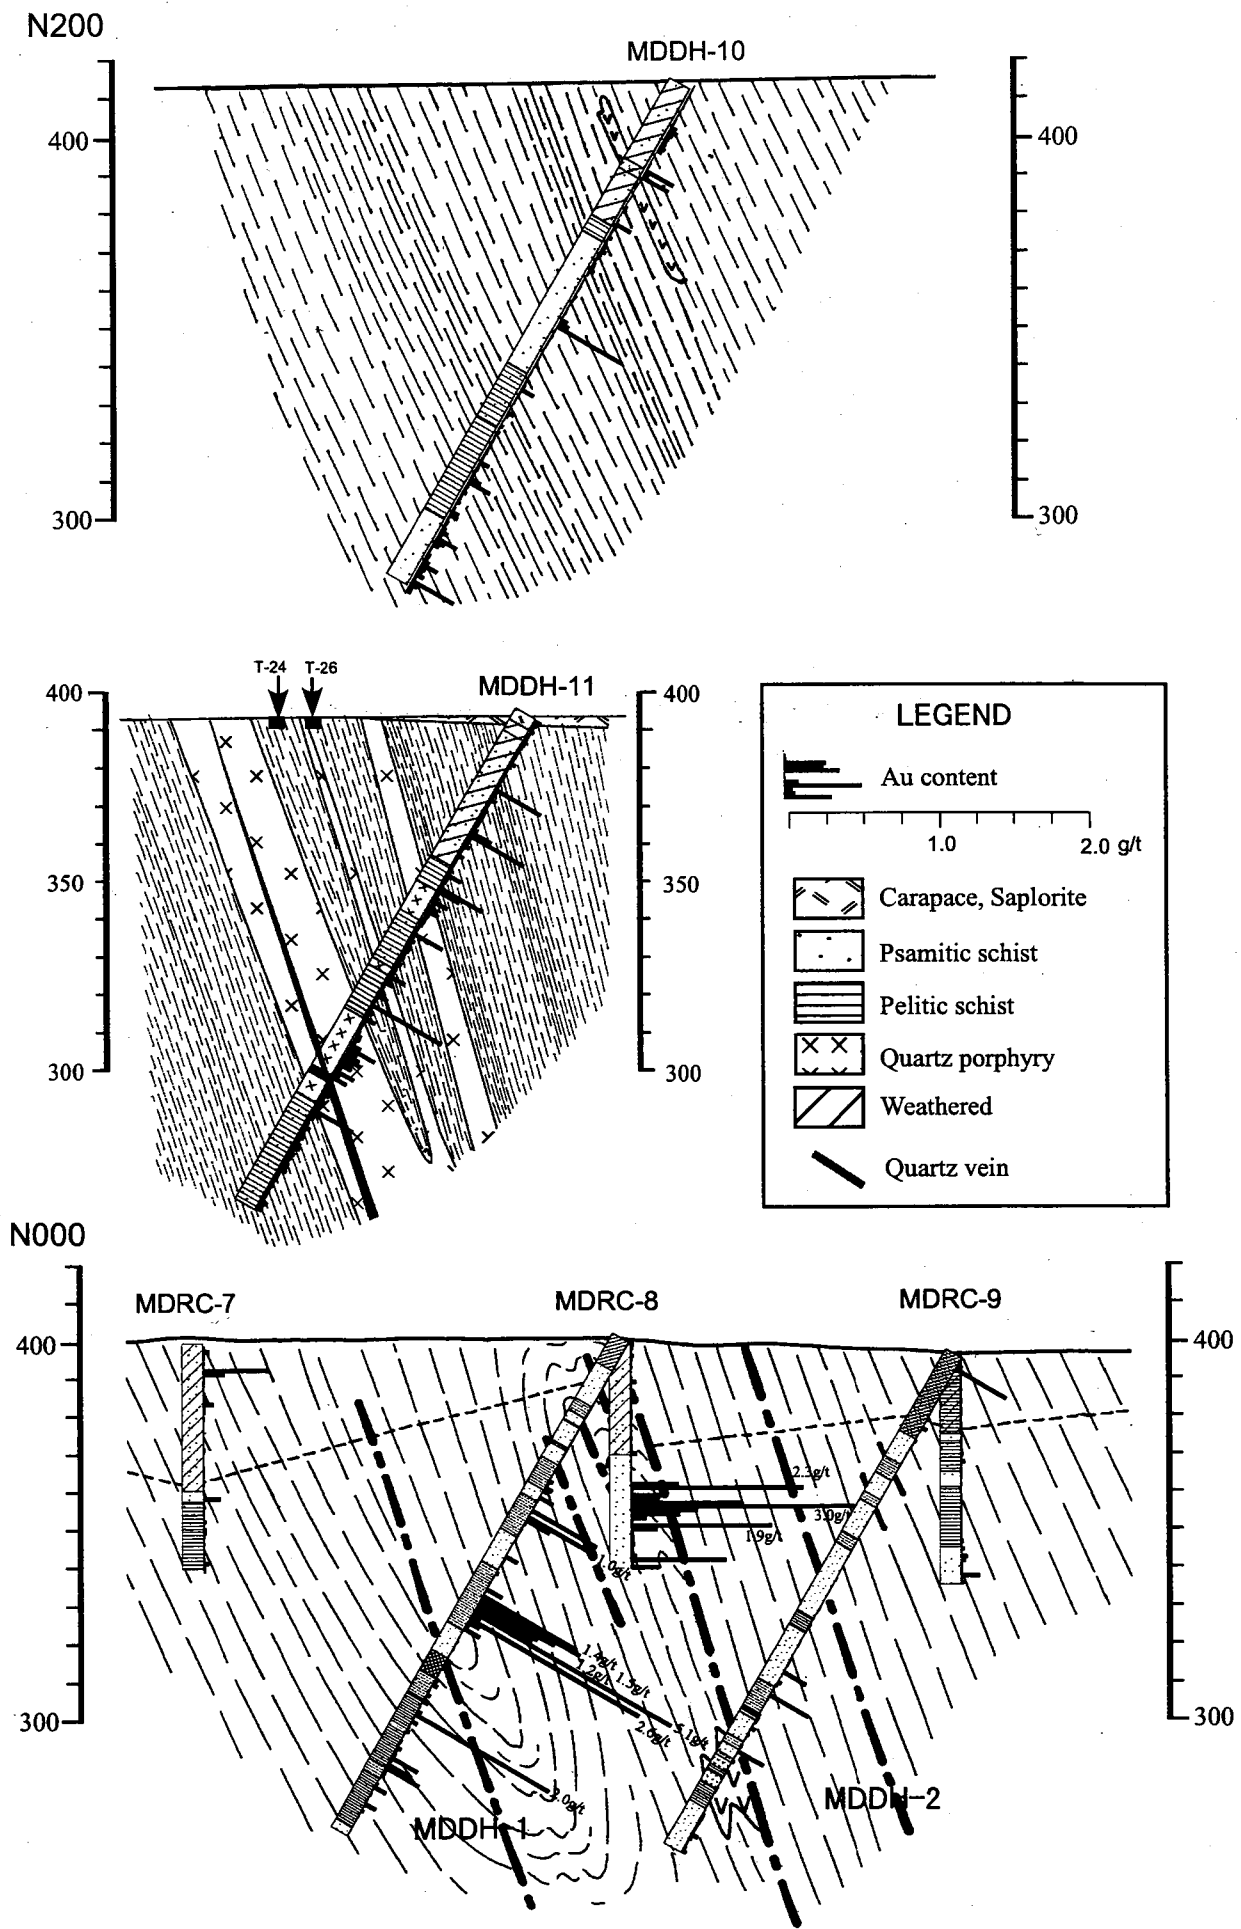 N200
MDDH-10
400
400
300
300
T-24 T-26
MDDH-11
400
400
350
350
300
300
LEGEND
Au content
1.0 2.0 g/t
Carapace, Saplorite
Psamitic schist
Pelitic schist
Quartz porphyry
Weathered
Quartz vein
N000
MDRC-7
MDRC-8
MDRC-9
400
400
2.3g/t
3.0g/t
1.9g/t
1.0g/t
1.4g/t
1.2g/t 1.5g/t
5.1g/t
2.6g/t
300
300
2.0g/t
MDDH-1
MDDH-2